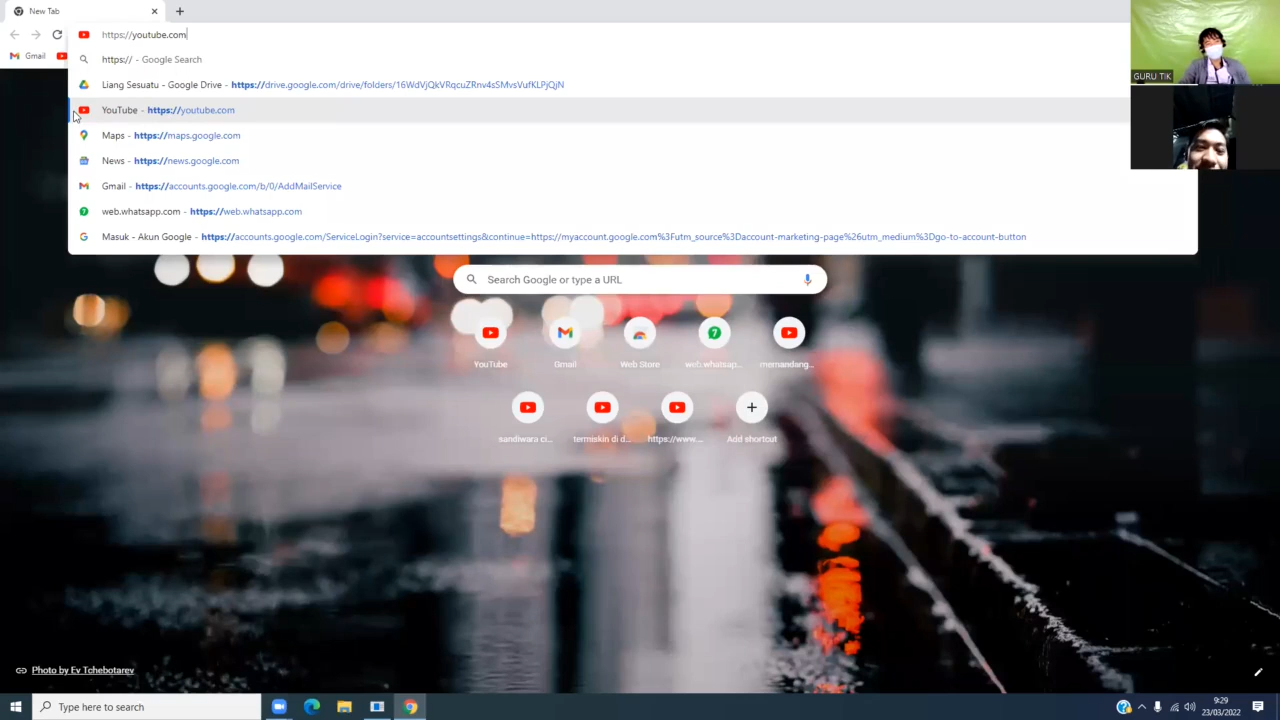 New Tab
https://youtube.com
Gmail
https:// - Google Search
Liang Sesuatu - Google Drive - https://drive.google.com/drive/folders/16WdVjQkVRqcuZRnv4sSMvsVufKLPjQjN
YouTube - https://youtube.com
Maps - https://maps.google.com
News - https://news.google.com
Gmail - https://accounts.google.com/b/0/AddMailService
web.whatsapp.com - https://web.whatsapp.com
Masuk - Akun Google - https://accounts.google.com/ServiceLogin?service=accountsettings&continue=https://myaccount.google.com%3Futm_source%3Daccount-marketing-page%26utm_medium%3Dgo-to-account-button
GURU TIK
Search Google or type a URL
YouTube
Gmail
Web Store
web.whatsap...
memandang...
sandiwara ci...
termiskin di d...
https://www....
Add shortcut
Photo by Ev Tchebotarev
Type here to search
9:29
23/03/2022